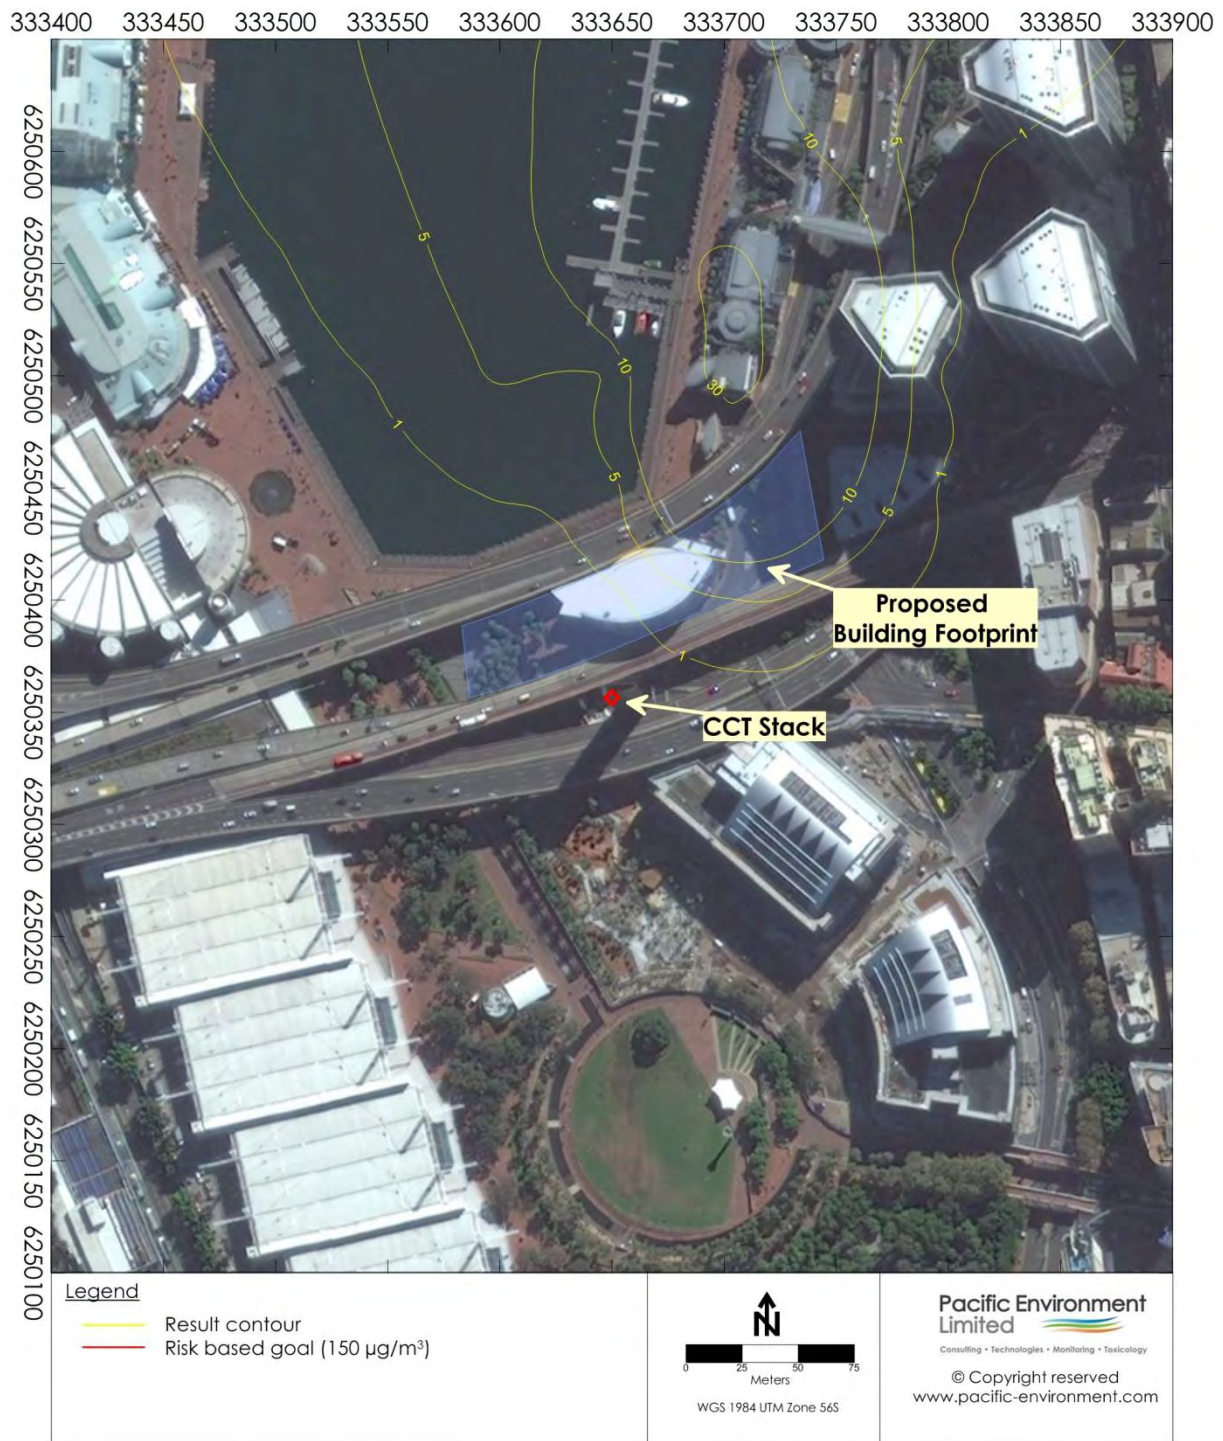 333400 333450 333500 333550 333600 333650 333700 333750 333800 333850 333900
6250600
6250550
6250500
6250450
6250400
6250350
6250300
6250250
6250200
6250150
6250100
10
5
1
5
10
30
1
5
10
5
1
1
Proposed
Building Footprint
CCT Stack
Legend
Result contour
Risk based goal (150 µg/m³)
N
0 25 50 75
Meters
WGS 1984 UTM Zone 56S
Pacific Environment
Limited
Consulting • Technologies • Monitoring • Toxicology
© Copyright reserved
www.pacific-environment.com